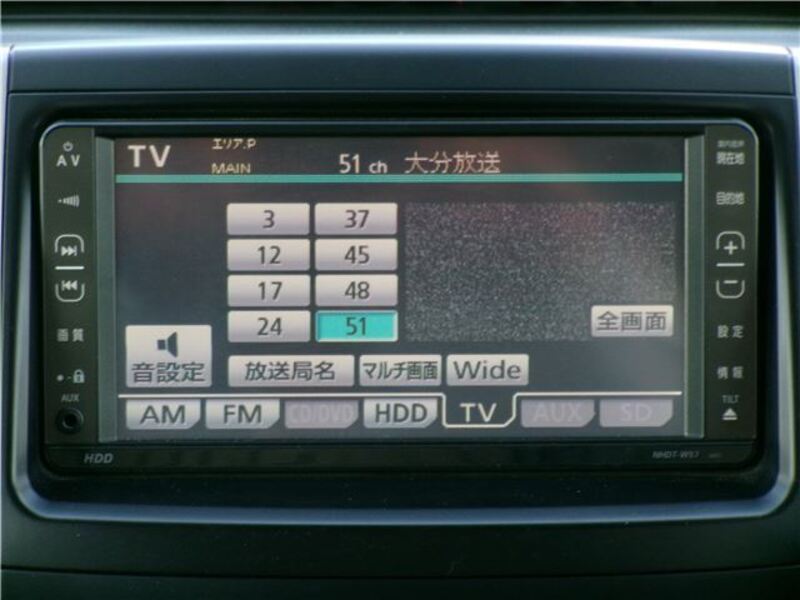 AV
画質
AUX
HDD
TV
エリア.P
MAIN
51 ch 大分放送
3
37
12
45
17
48
24
51
全画面
音設定
放送局名
マルチ画面
Wide
AM
FM
CD/DVD
HDD
TV
AUX
SD
現在地
目的地
+
−
設定
情報
TILT
NHDT-W57